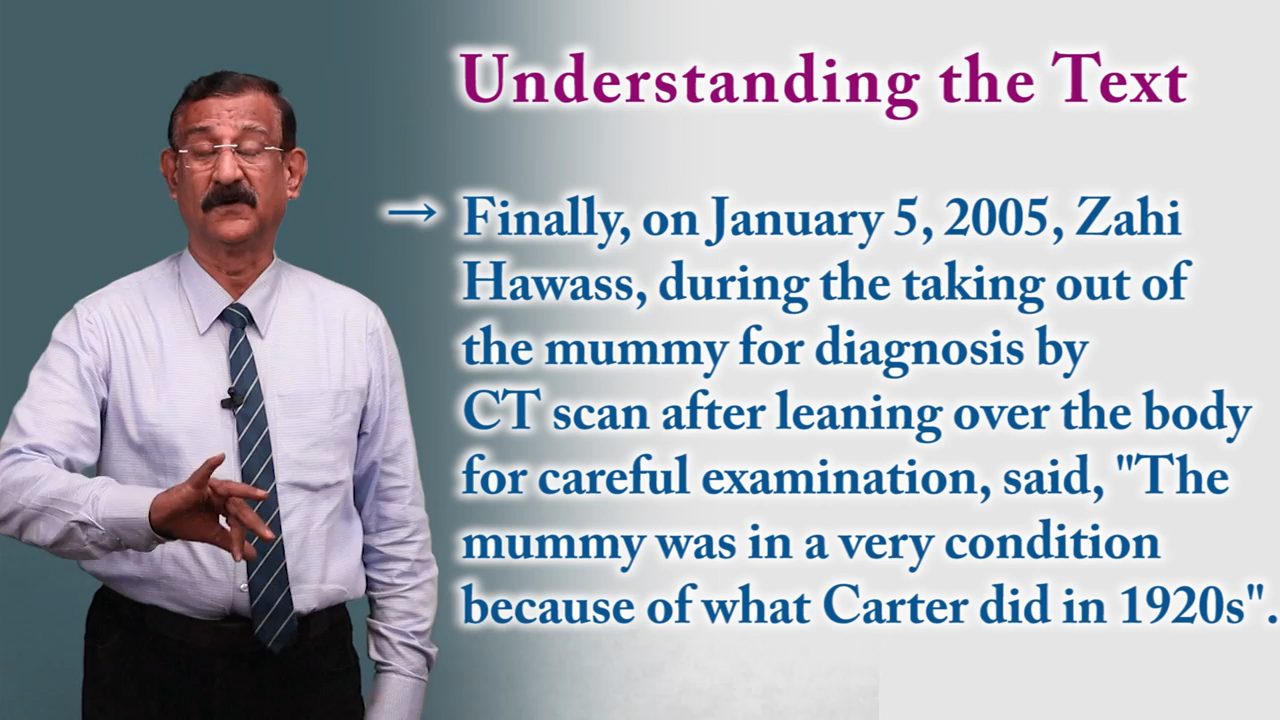 Understanding the Text
→ Finally, on January 5, 2005, Zahi
Hawass, during the taking out of
the mummy for diagnosis by
CT scan after leaning over the body
for careful examination, said, "The
mummy was in a very condition
because of what Carter did in 1920s".